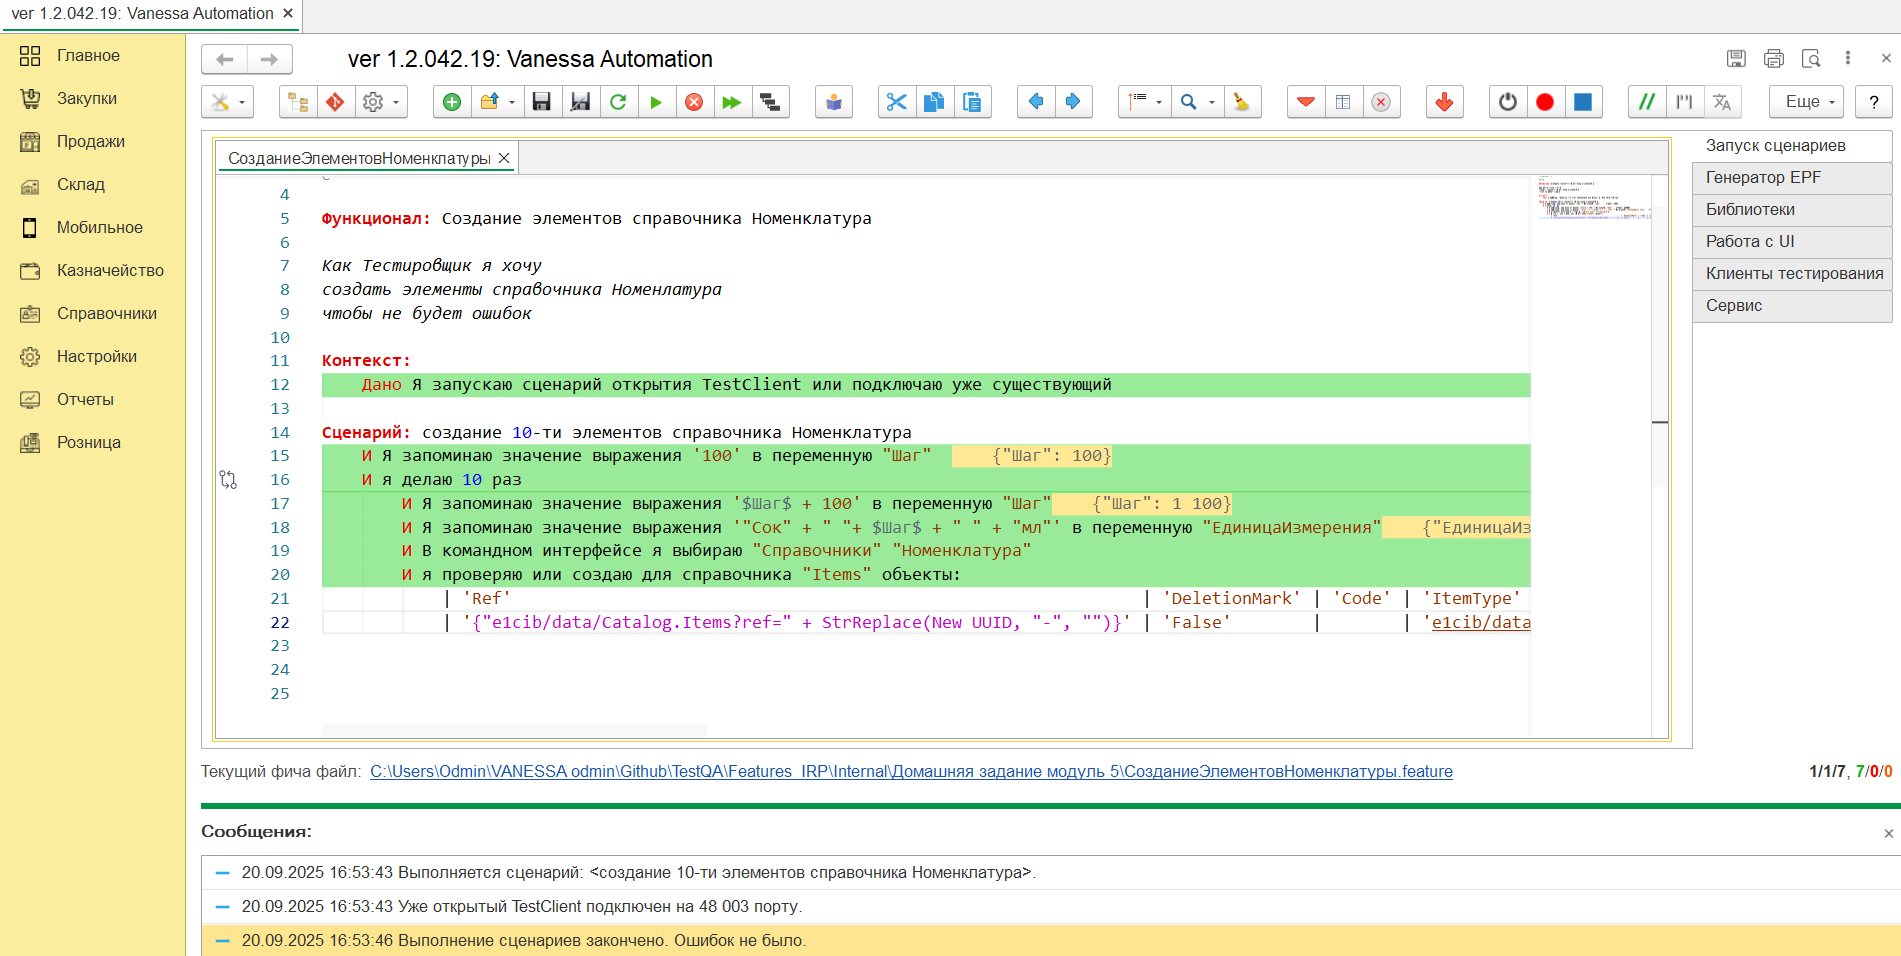 ver 1.2.042.19: Vanessa Automation
Главное
Закупки
Продажи
Склад
Мобильное
Казначейство
Справочники
Настройки
Отчеты
Розница
ver 1.2.042.19: Vanessa Automation
Еще
?
СозданиеЭлементовНоменклатуры
4
5 Функционал: Создание элементов справочника Номенклатура
6
7 Как Тестировщик я хочу
8 создать элементы справочника Номенлатура
9 чтобы не будет ошибок
10
11 Контекст:
12 Дано Я запускаю сценарий открытия TestClient или подключаю уже существующий
13
14 Сценарий: создание 10-ти элементов справочника Номенклатура
15 И Я запоминаю значение выражения '100' в переменную "Шаг" {"Шаг": 100}
16 И я делаю 10 раз
17 И Я запоминаю значение выражения '$Шаг$ + 100' в переменную "Шаг" {"Шаг": 1 100}
18 И Я запоминаю значение выражения '"Сок" + " "+ $Шаг$ + " " + "мл"' в переменную "ЕдиницаИзмерения" {"ЕдиницаИз
19 И В командном интерфейсе я выбираю "Справочники" "Номенклатура"
20 И я проверяю или создаю для справочника "Items" объекты:
21 | 'Ref' | 'DeletionMark' | 'Code' | 'ItemType'
22 | '{"e1cib/data/Catalog.Items?ref=" + StrReplace(New UUID, "-", "")}' | 'False' | | 'e1cib/data
23
24
25
Запуск сценариев
Генератор EPF
Библиотеки
Работа с UI
Клиенты тестирования
Сервис
Текущий фича файл: C:\Users\Odmin\VANESSA odmin\Github\TestQA\Features_IRP\Internal\Домашняя задание модуль 5\СозданиеЭлементовНоменклатуры.feature
1/1/7, 7/0/0
Сообщения:
20.09.2025 16:53:43 Выполняется сценарий: <создание 10-ти элементов справочника Номенклатура>.
20.09.2025 16:53:43 Уже открытый TestClient подключен на 48 003 порту.
20.09.2025 16:53:46 Выполнение сценариев закончено. Ошибок не было.